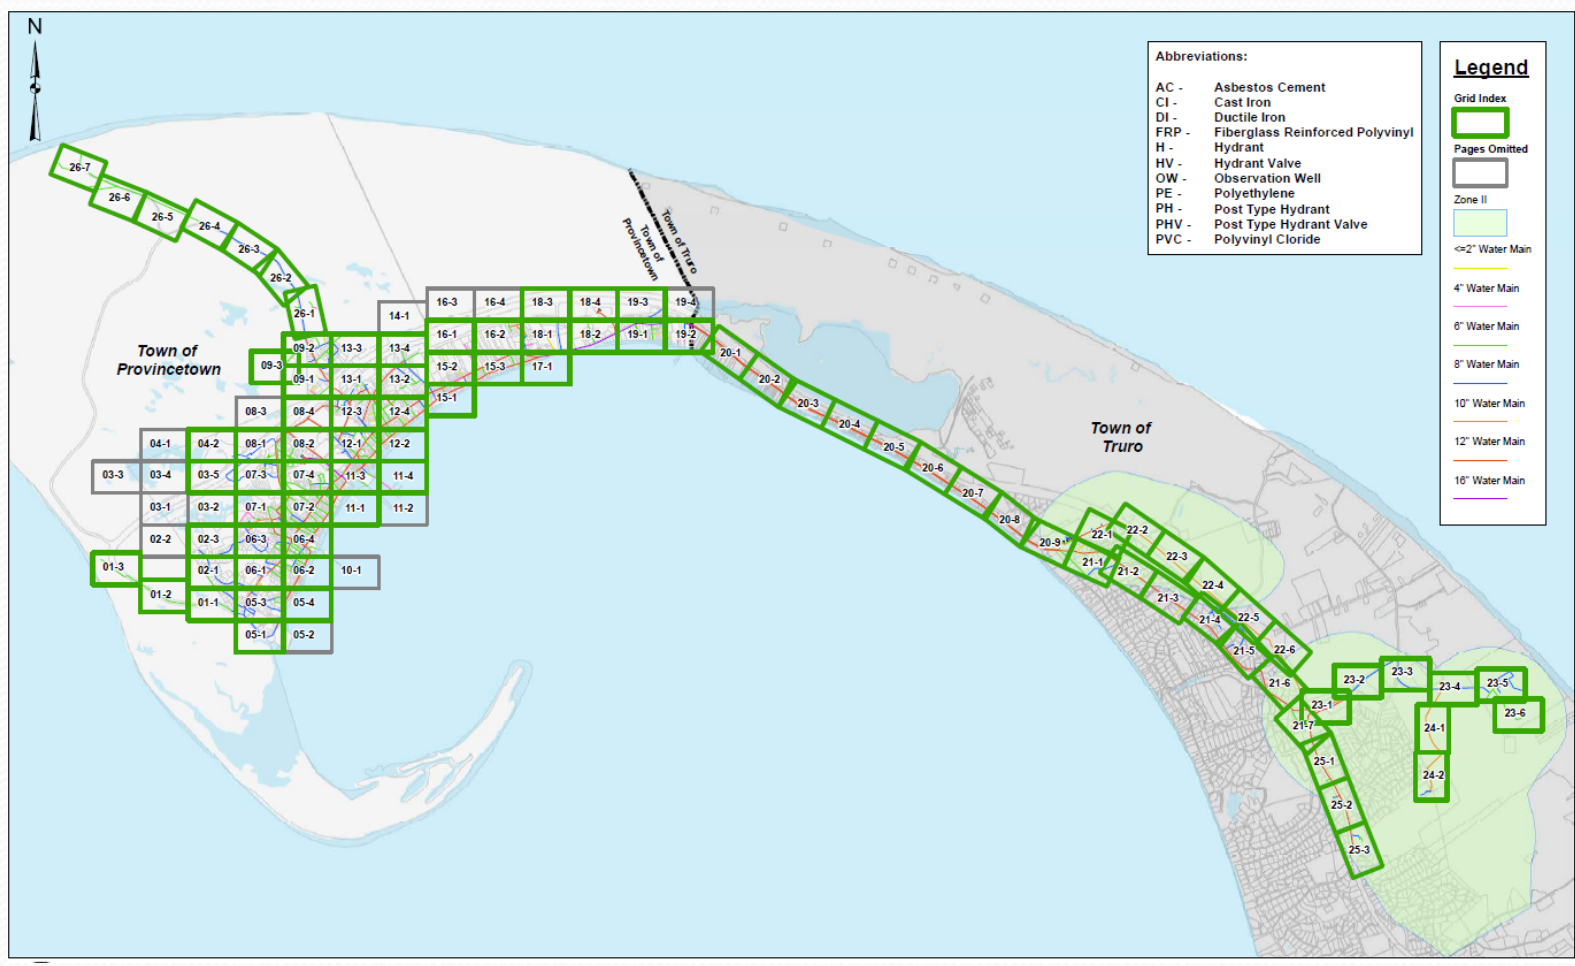 N
Abbreviations:
AC - Asbestos Cement
CI - Cast Iron
DI - Ductile Iron
FRP - Fiberglass Reinforced Polyvinyl
H - Hydrant
HV - Hydrant Valve
OW - Observation Well
PE - Polyethylene
PH - Post Type Hydrant
PHV - Post Type Hydrant Valve
PVC - Polyvinyl Cloride
Legend
Grid Index
Pages Omitted
Zone II
<=2" Water Main
4" Water Main
6" Water Main
8" Water Main
10" Water Main
12" Water Main
16" Water Main
Town of Truro
Town of
Provincetown
Town of
Provincetown
Town of
Truro
26-7
26-6
26-5
26-4
26-3
26-2
26-1
16-3 16-4 18-3 18-4 19-3 19-4
14-1
16-1 16-2 18-1 18-2 19-1 19-2
09-2 13-3 13-4
09-3
15-2 15-3 17-1
09-1 13-1 13-2
15-1
08-3 08-4 12-3 12-4
04-1 04-2 08-1 08-2 12-1 12-2
03-3 03-4 03-5 07-3 07-4 11-3 11-4
03-1 03-2 07-1 07-2 11-1 11-2
02-2 02-3 06-3 06-4
01-3
02-1 06-1 06-2 10-1
01-2
01-1 05-3 05-4
05-1 05-2
20-1
20-2
20-3
20-4
20-5
20-6
20-7
20-8
20-9
22-1
22-2
22-3
22-4
22-5
22-6
21-1
21-2
21-3
21-4
21-5
21-6
21-7
23-1
23-2
23-3
23-4
23-5
23-6
24-1
24-2
25-1
25-2
25-3